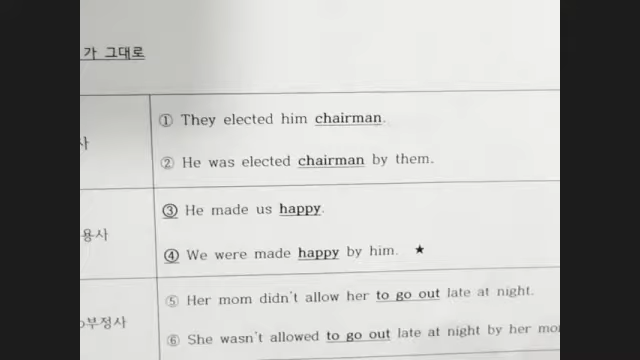 가 그대로
① They elected him chairman.
사
② He was elected chairman by them.
③ He made us happy.
용사
④ We were made happy by him. ★
⑤ Her mom didn't allow her to go out late at night.
부정사
⑥ She wasn't allowed to go out late at night by her